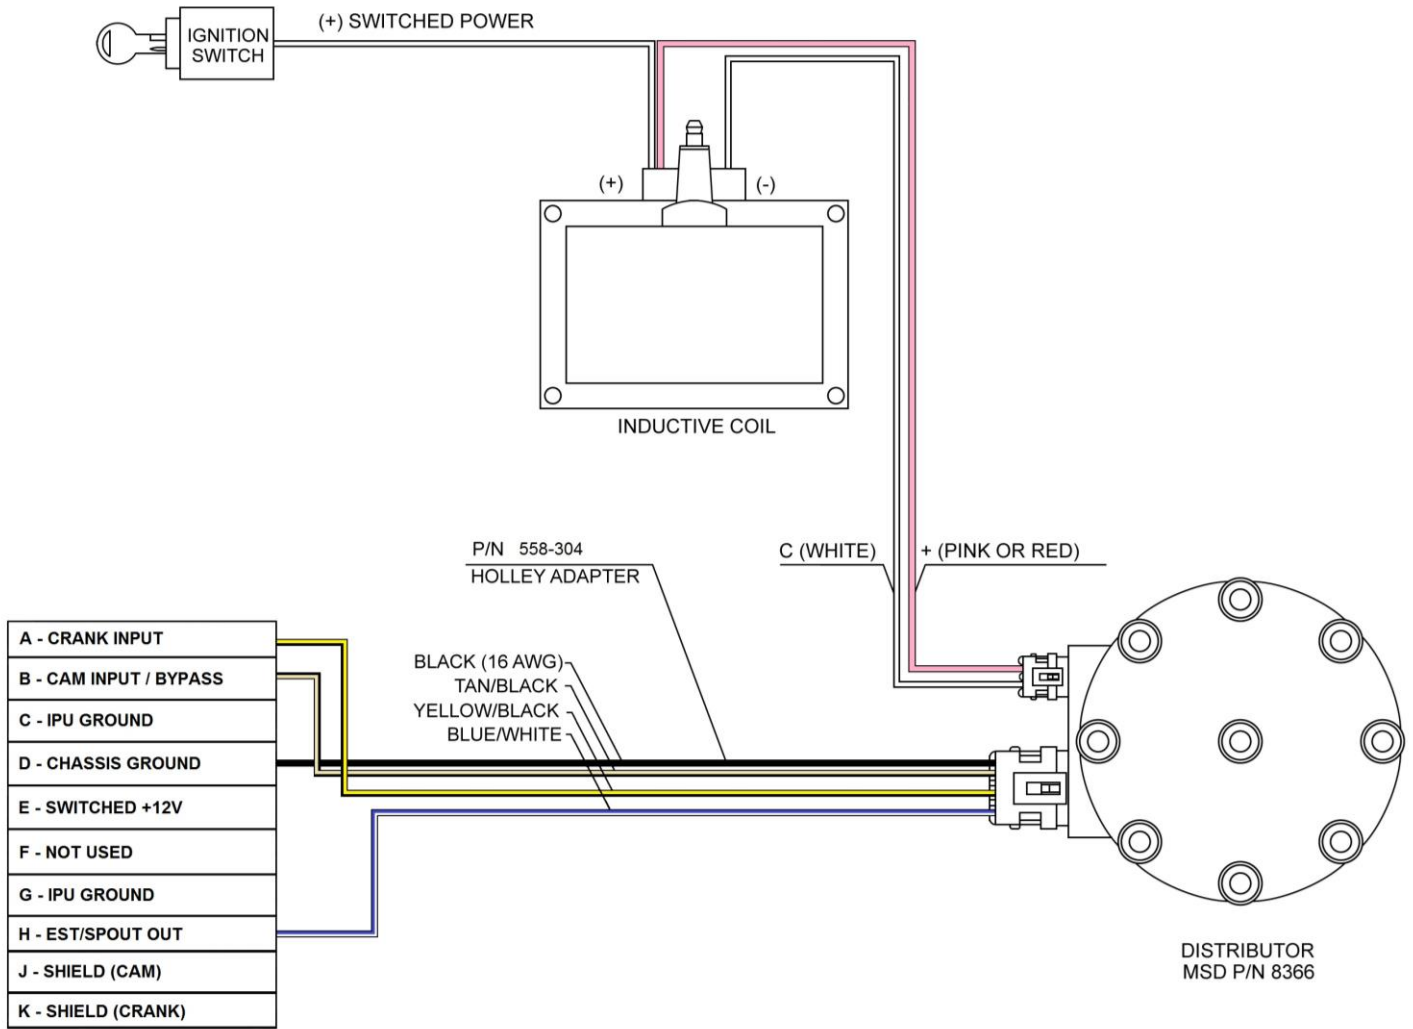 (+) SWITCHED POWER
IGNITION
SWITCH
(+)
(-)
INDUCTIVE COIL
P/N 558-304
HOLLEY ADAPTER
C (WHITE)
+ (PINK OR RED)
BLACK (16 AWG)
TAN/BLACK
YELLOW/BLACK
BLUE/WHITE
A - CRANK INPUT
B - CAM INPUT / BYPASS
C - IPU GROUND
D - CHASSIS GROUND
E - SWITCHED +12V
F - NOT USED
G - IPU GROUND
H - EST/SPOUT OUT
J - SHIELD (CAM)
K - SHIELD (CRANK)
DISTRIBUTOR
MSD P/N 8366